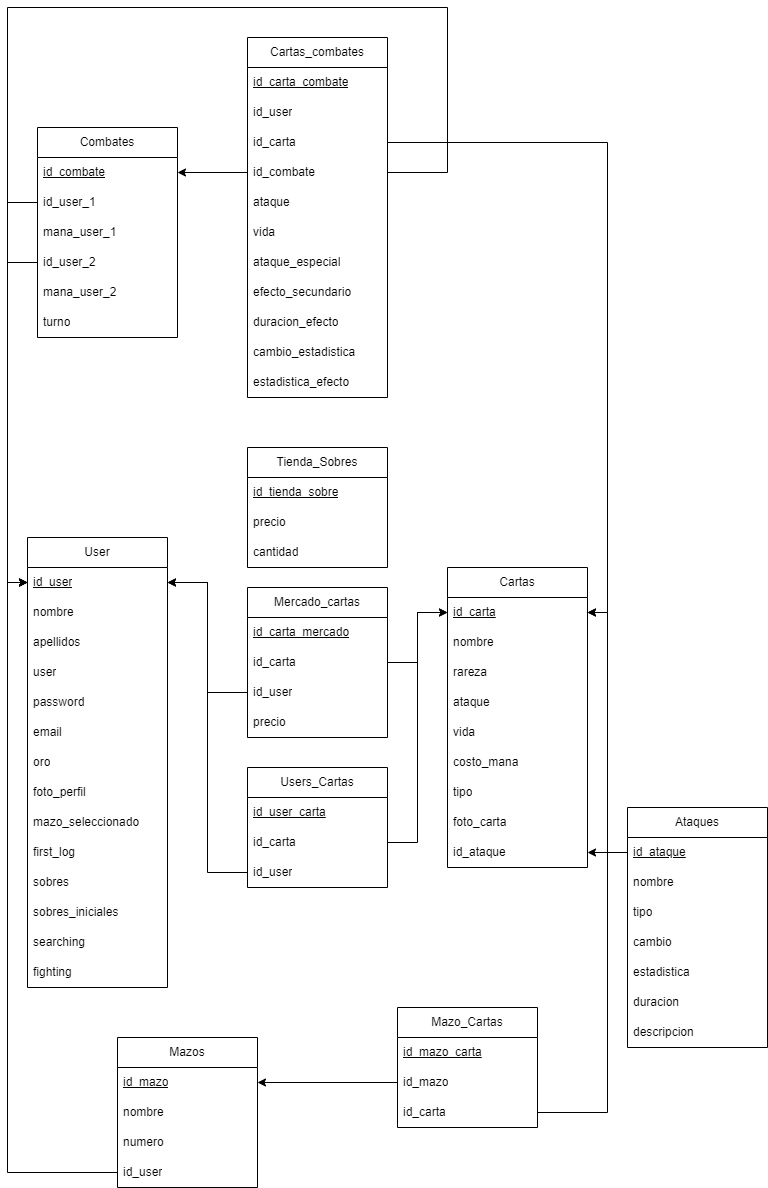 Cartas_combates
id_carta_combate
id_user
id_carta
id_combate
ataque
vida
ataque_especial
efecto_secundario
duracion_efecto
cambio_estadistica
estadistica_efecto
Combates
id_combate
id_user_1
mana_user_1
id_user_2
mana_user_2
turno
Tienda_Sobres
id_tienda_sobre
precio
cantidad
User
id_user
nombre
apellidos
user
password
email
oro
foto_perfil
mazo_seleccionado
first_log
sobres
sobres_iniciales
searching
fighting
Mercado_cartas
id_carta_mercado
id_carta
id_user
precio
Users_Cartas
id_user_carta
id_carta
id_user
Cartas
id_carta
nombre
rareza
ataque
vida
costo_mana
tipo
foto_carta
id_ataque
Ataques
id_ataque
nombre
tipo
cambio
estadistica
duracion
descripcion
Mazos
id_mazo
nombre
numero
id_user
Mazo_Cartas
id_mazo_carta
id_mazo
id_carta